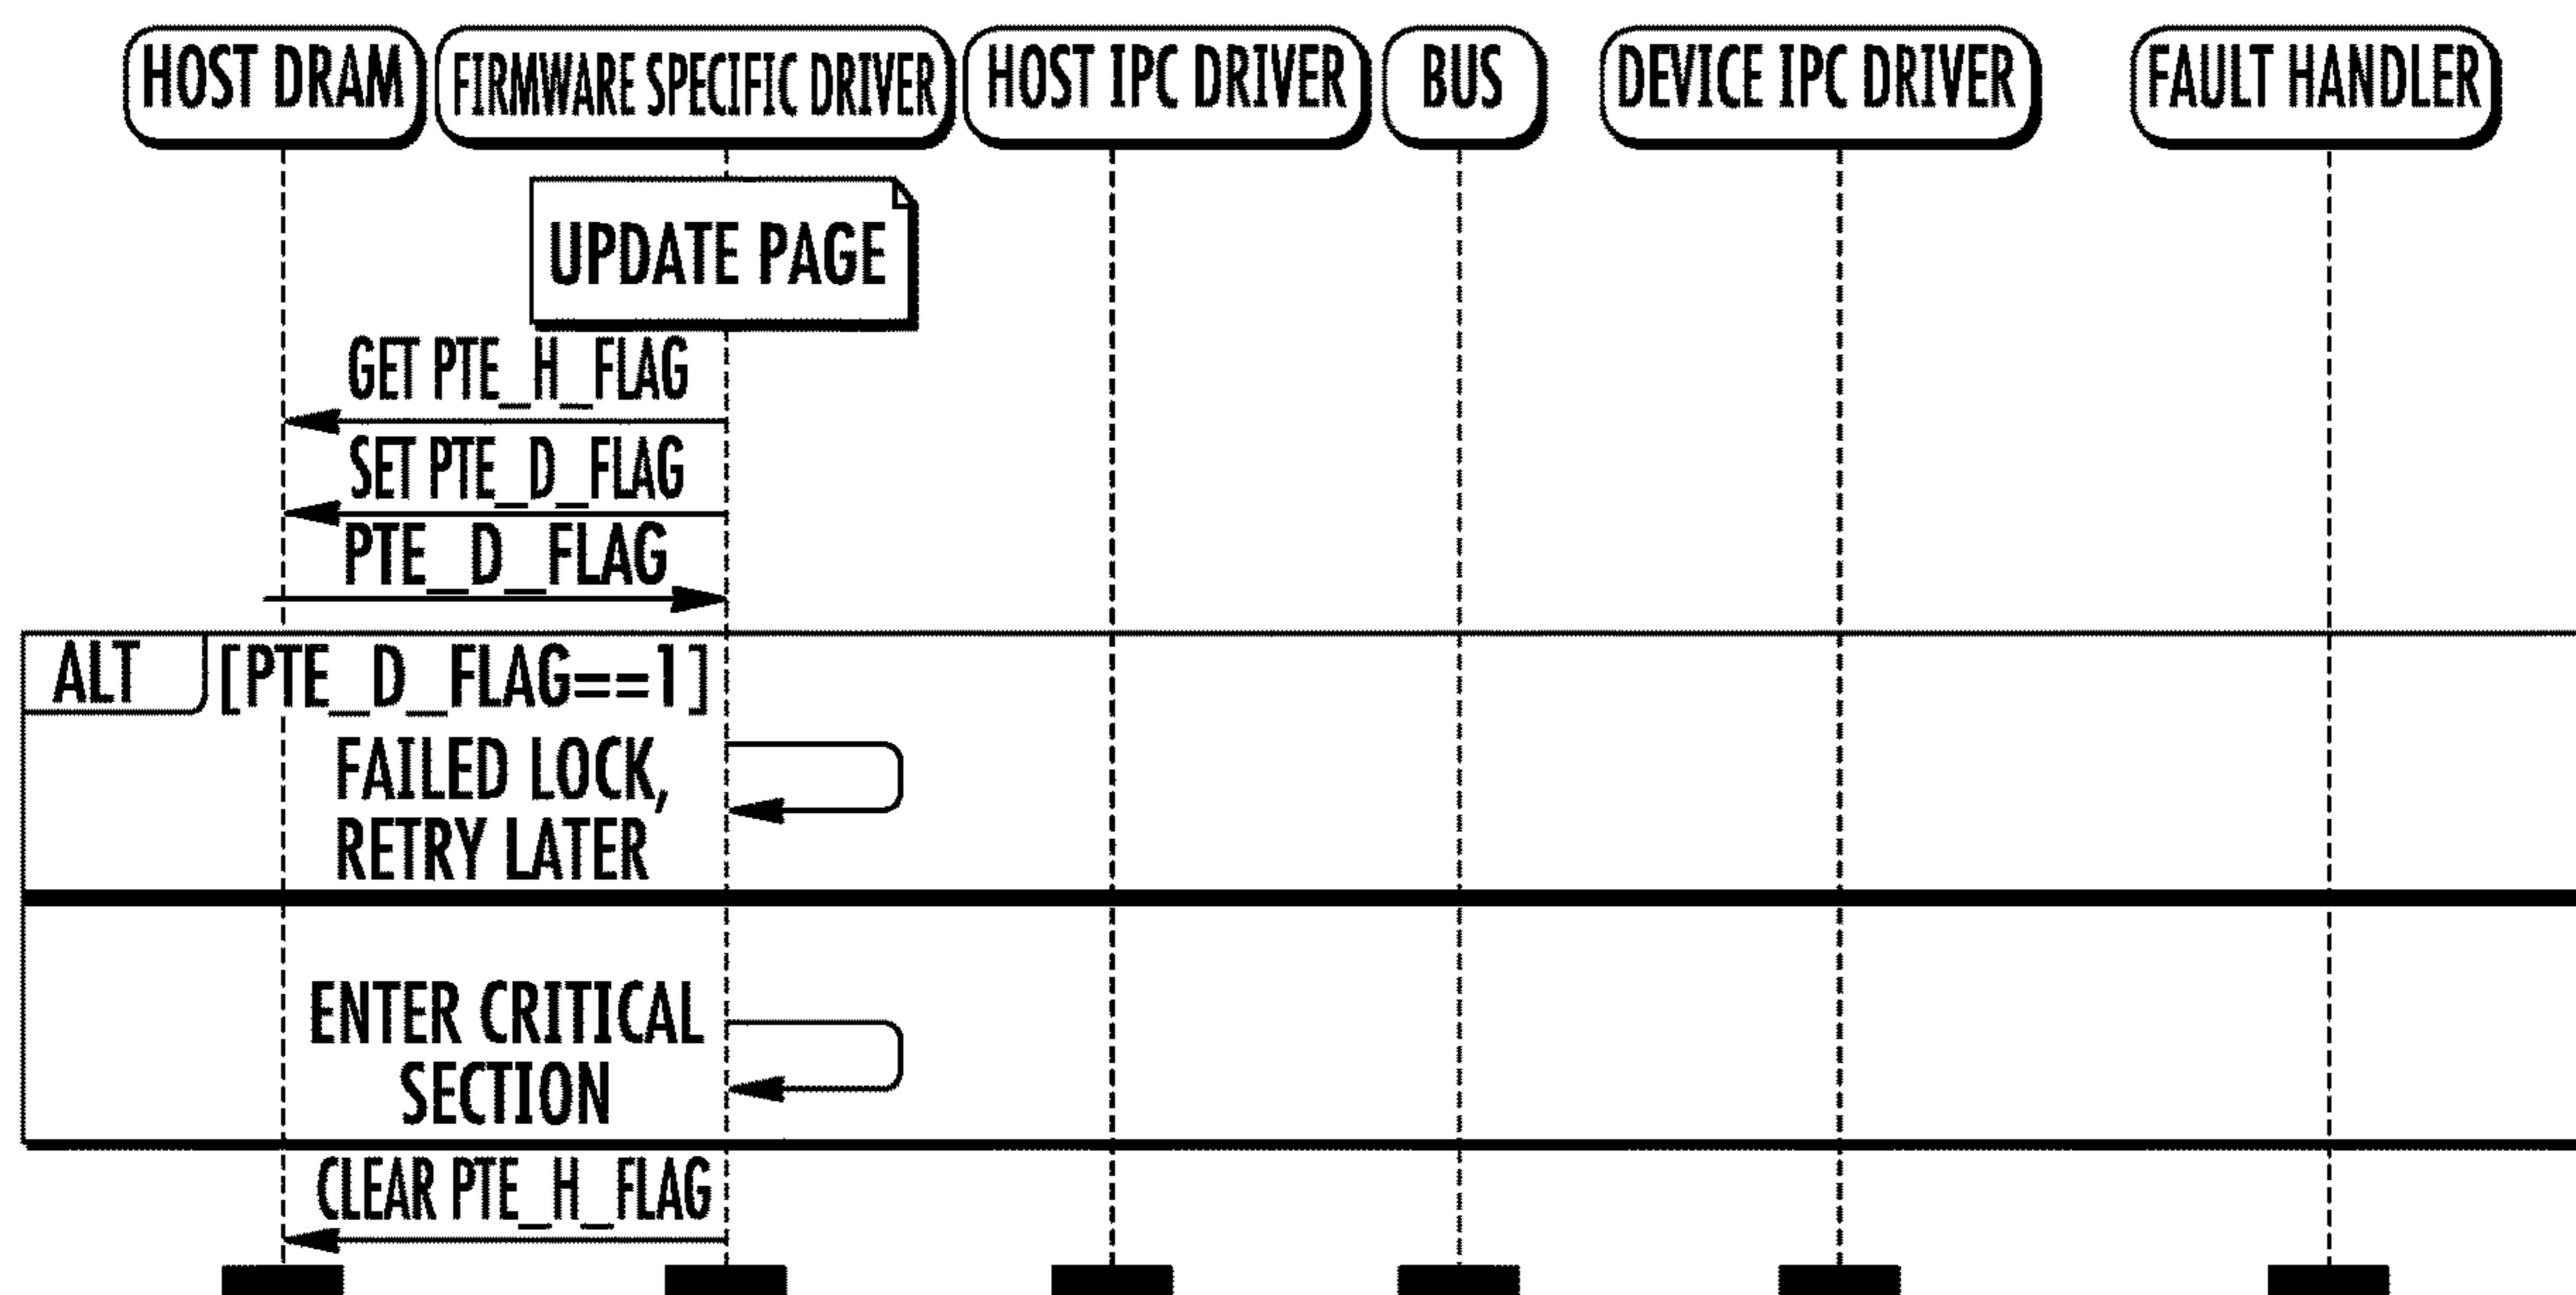 HOST DRAM
FIRMWARE SPECIFIC DRIVER
HOST IPC DRIVER
BUS
DEVICE IPC DRIVER
FAULT HANDLER
UPDATE PAGE
GET PTE_H_FLAG
SET PTE_D_FLAG
PTE_D_FLAG
ALT
[PTE_D_FLAG==1]
FAILED LOCK,
RETRY LATER
ENTER CRITICAL
SECTION
CLEAR PTE_H_FLAG